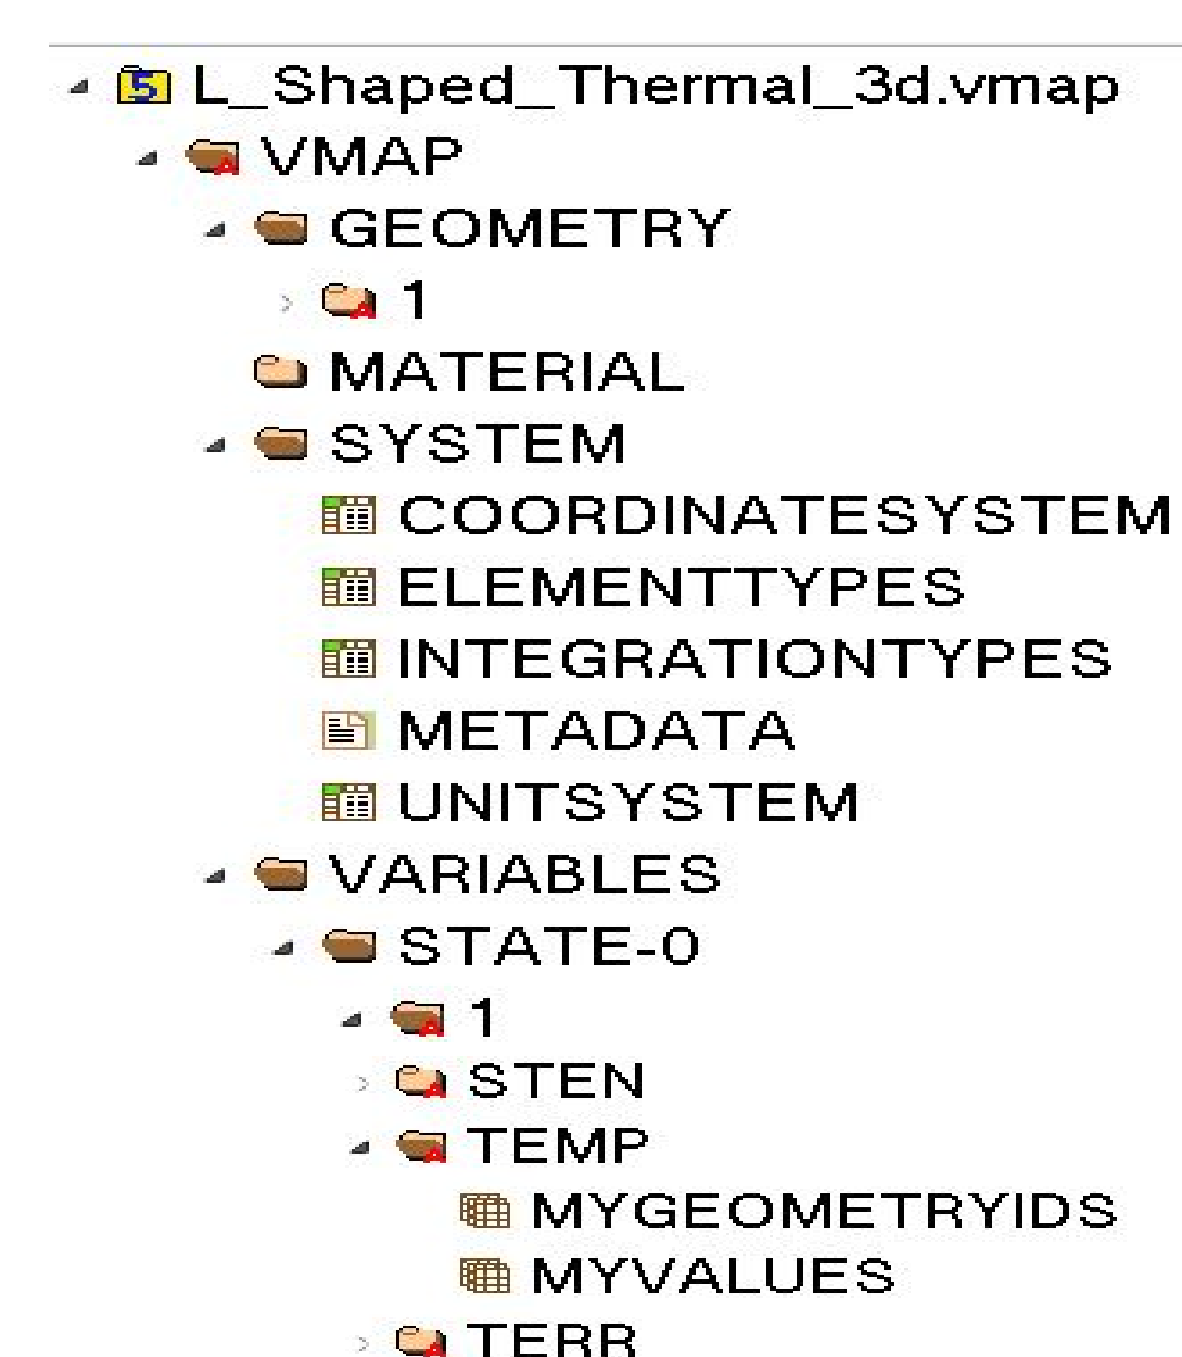 L_Shaped_Thermal_3d.vmap
VMAP
GEOMETRY
1
MATERIAL
SYSTEM
COORDINATESYSTEM
ELEMENTTYPES
INTEGRATIONTYPES
METADATA
UNITSYSTEM
VARIABLES
STATE-0
1
STEN
TEMP
MYGEOMETRYIDS
MYVALUES
TERR